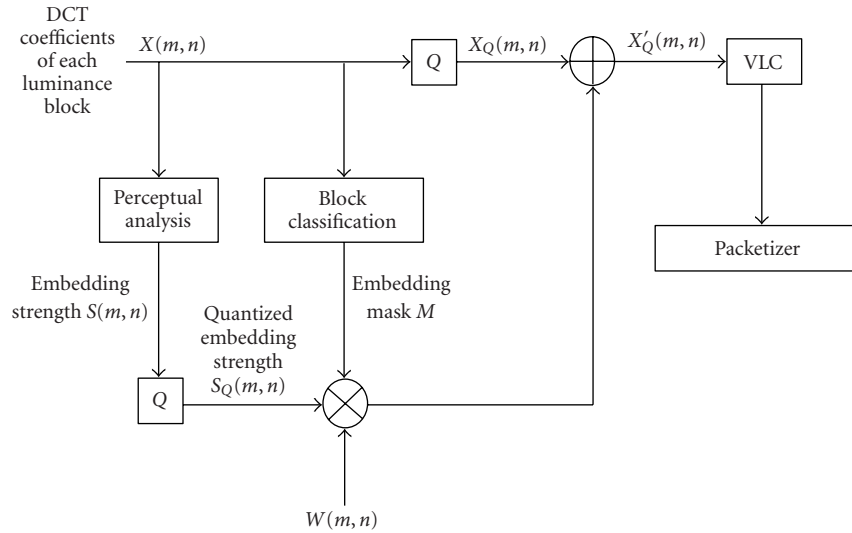 DCT
coefficients
of each
luminance
block
X(m, n)
Q
X_Q(m, n)
X′_Q(m, n)
VLC
Perceptual
analysis
Block
classification
Packetizer
Embedding
strength S(m, n)
Quantized
embedding
strength
S_Q(m, n)
Embedding
mask M
Q
W(m, n)